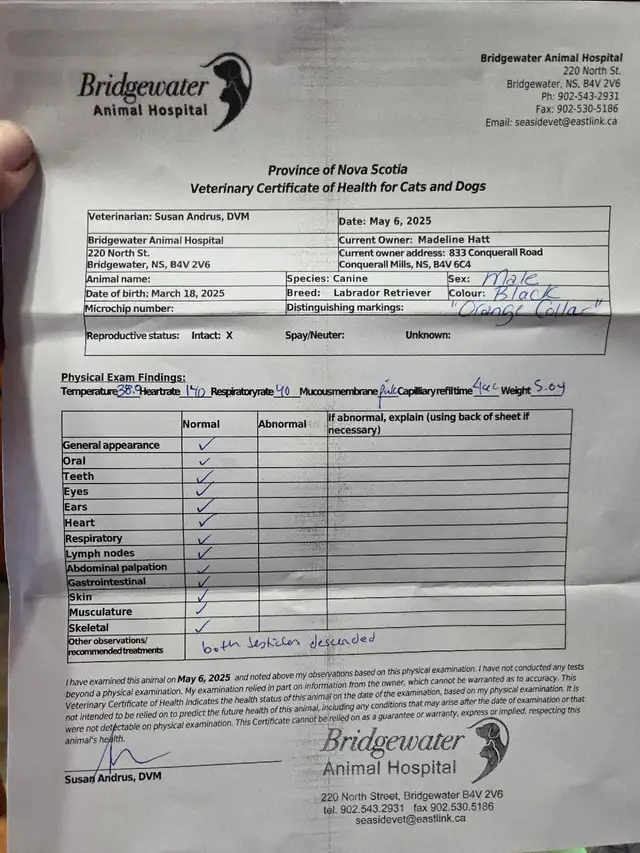 Bridgewater
Animal Hospital
Bridgewater Animal Hospital
220 North St.
Bridgewater, NS, B4V 2V6
Ph: 902-543-2931
Fax: 902-530-5186
Email: seasidevet@eastlink.ca
Province of Nova Scotia
Veterinary Certificate of Health for Cats and Dogs
Veterinarian: Susan Andrus, DVM Date: May 6, 2025
Bridgewater Animal Hospital Current Owner: Madeline Hatt
220 North St. Current owner address: 833 Conquerall Road
Bridgewater, NS, B4V 2V6 Conquerall Mills, NS, B4V 6C4
Animal name: Species: Canine Sex: Male
Date of birth: March 18, 2025 Breed: Labrador Retriever Colour: Black
Microchip number: Distinguishing markings: "Orange Collar"
Reproductive status: Intact: X Spay/Neuter: Unknown:
Physical Exam Findings:
Temperature 38.9 Heart rate 140 Respiratory rate 40 Mucous membrane pink Capilliary refil time Weight 5.04
Normal Abnormal If abnormal, explain (using back of sheet if
necessary)
General appearance ✓
Oral ✓
Teeth ✓
Eyes ✓
Ears ✓
Heart ✓
Respiratory ✓
Lymph nodes ✓
Abdominal palpation ✓
Gastrointestinal ✓
Skin ✓
Musculature ✓
Skeletal ✓
Other observations/
recommended treatments both testicles descended
I have examined this animal on May 6, 2025 and noted above my observations based on this physical examination. I have not conducted any tests
beyond a physical examination. My examination relied in part on information from the owner, which cannot be warranted as to accuracy. This
Veterinary Certificate of Health indicates the health status of this animal on the date of the examination, based on my physical examination. It is
not intended to be relied on to predict the future health of this animal, including any conditions that may arise after the date of examination or that
were not detectable on physical examination. This Certificate cannot be relied on as a guarantee or warranty, express or implied, respecting this
animal's health.
Susan Andrus, DVM
Bridgewater
Animal Hospital
220 North Street, Bridgewater B4V 2V6
tel. 902.543.2931 fax 902.530.5186
seasidevet@eastlink.ca